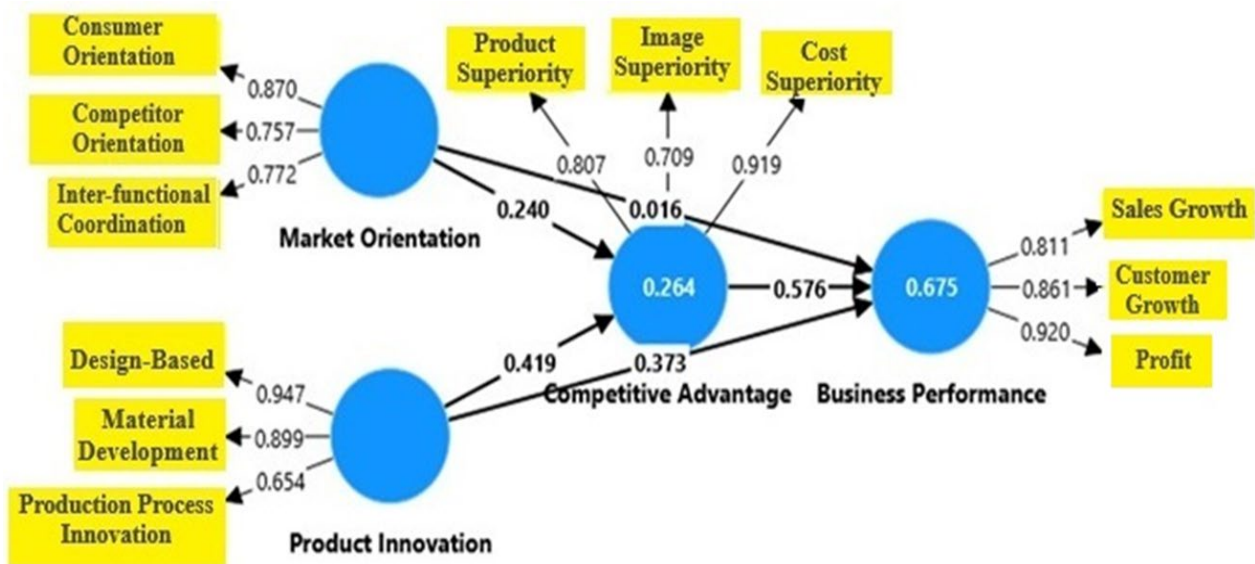 Consumer
Orientation
0.870
Competitor
Orientation
0.757
Inter-functional
Coordination
0.772
Market Orientation
Product
Superiority
0.807
Image
Superiority
0.709
Cost
Superiority
0.919
0.240
0.016
0.264
0.576
0.675
Sales Growth
0.811
Customer
Growth
0.861
Profit
0.920
0.419
0.373
Competitive Advantage
Business Performance
Design-Based
0.947
Material
Development
0.899
Production Process
Innovation
0.654
Product Innovation